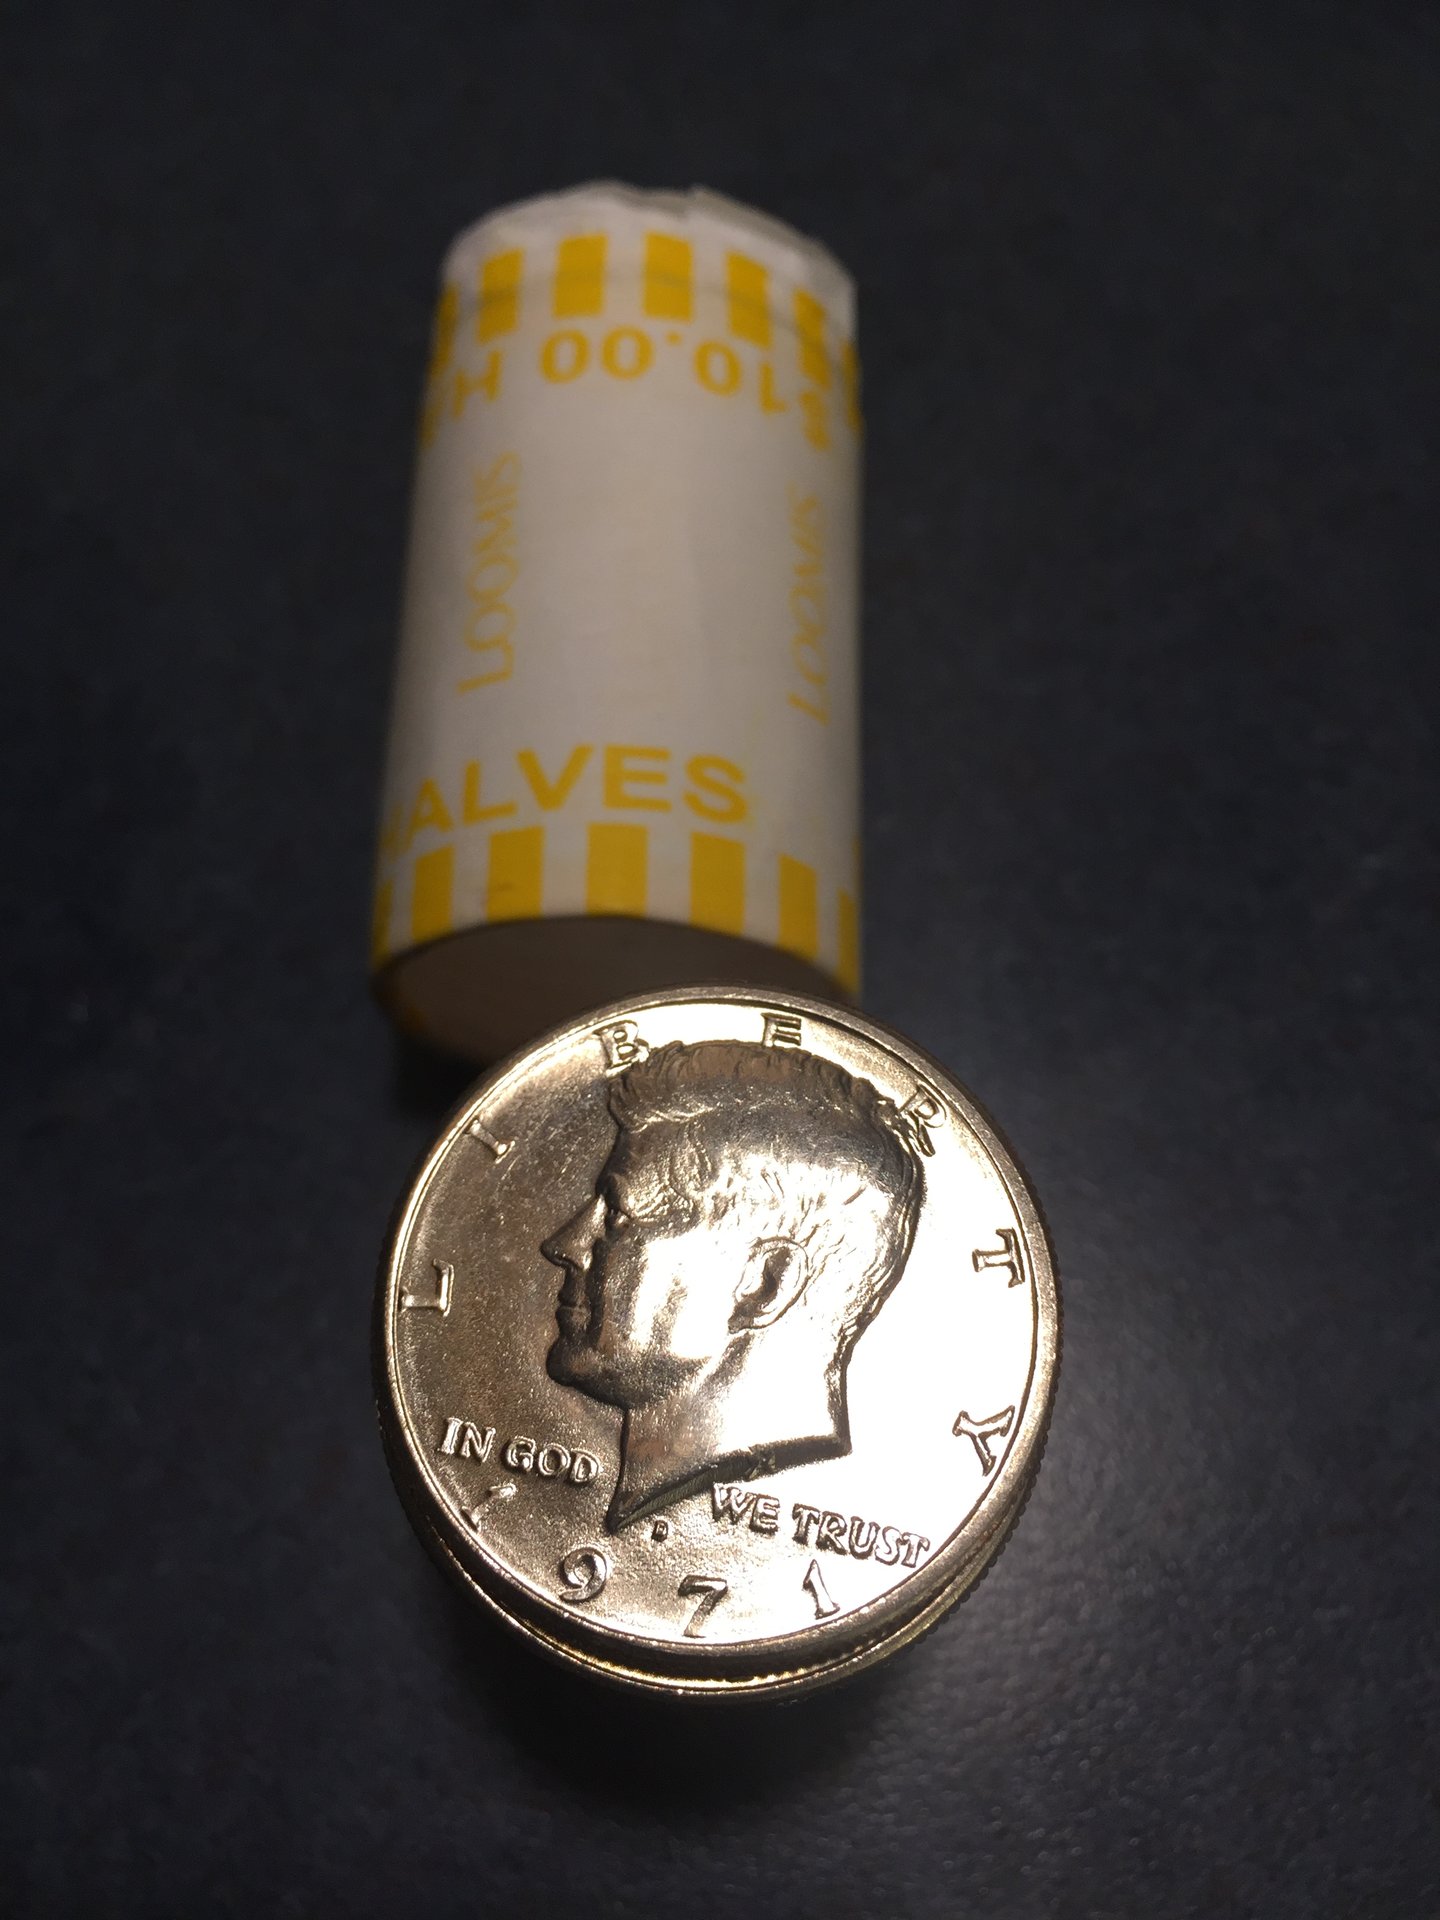 $10.00 H
LOOMIS
LOOMIS
HALVES
LIBERTY
IN GOD WE TRUST
D
1971